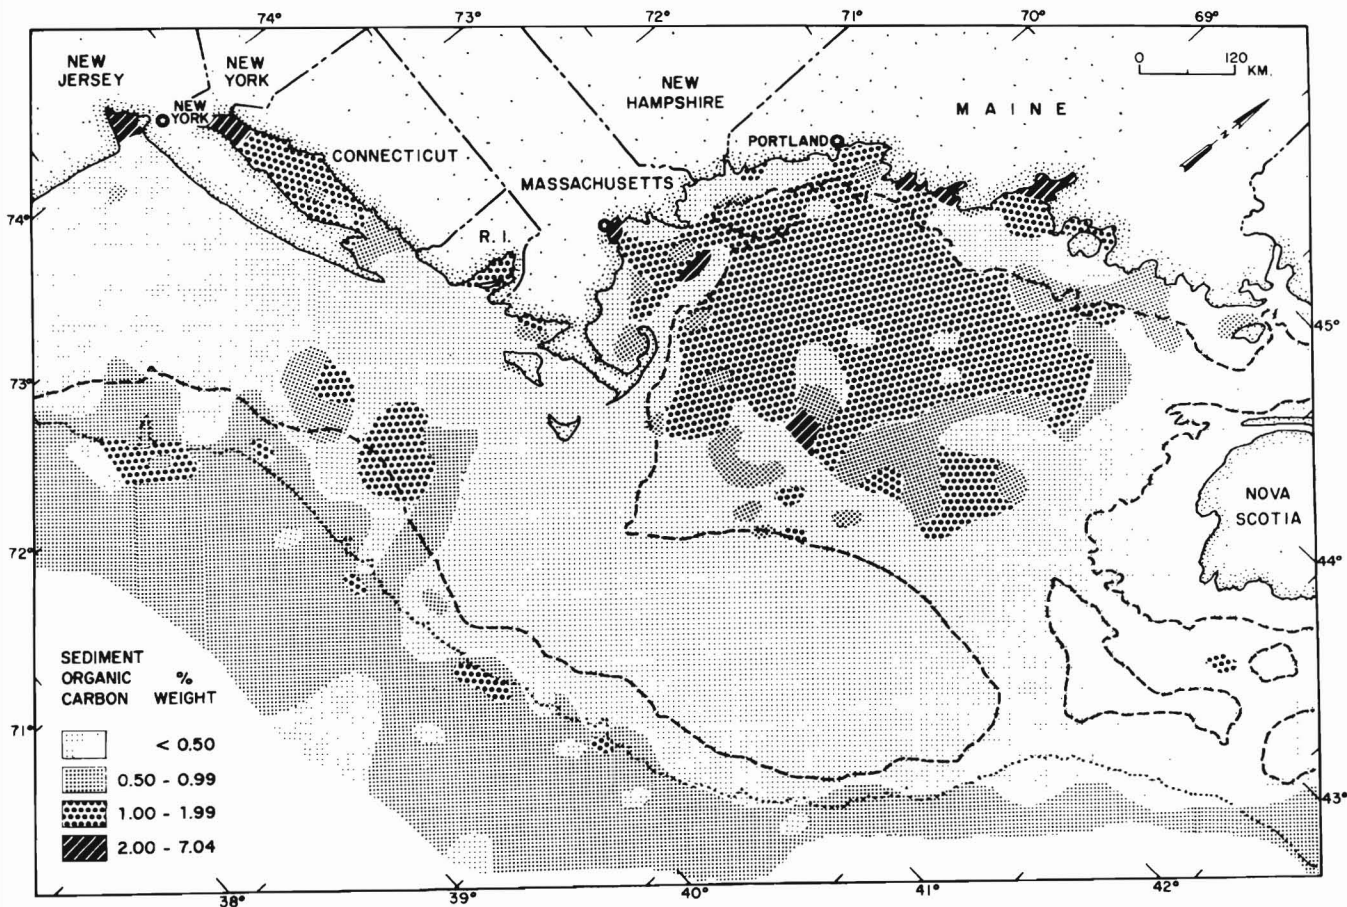 74°
73°
72°
71°
70°
69°
NEW
JERSEY
NEW
YORK
NEW
HAMPSHIRE
0 120
KM.
MAINE
N
NEW
YORK
CONNECTICUT
PORTLAND
MASSACHUSETTS
R. I.
74°
73°
72°
71°
45°
44°
43°
NOVA
SCOTIA
SEDIMENT
ORGANIC %
CARBON WEIGHT
< 0.50
0.50 - 0.99
1.00 - 1.99
2.00 - 7.04
38°
39°
40°
41°
42°